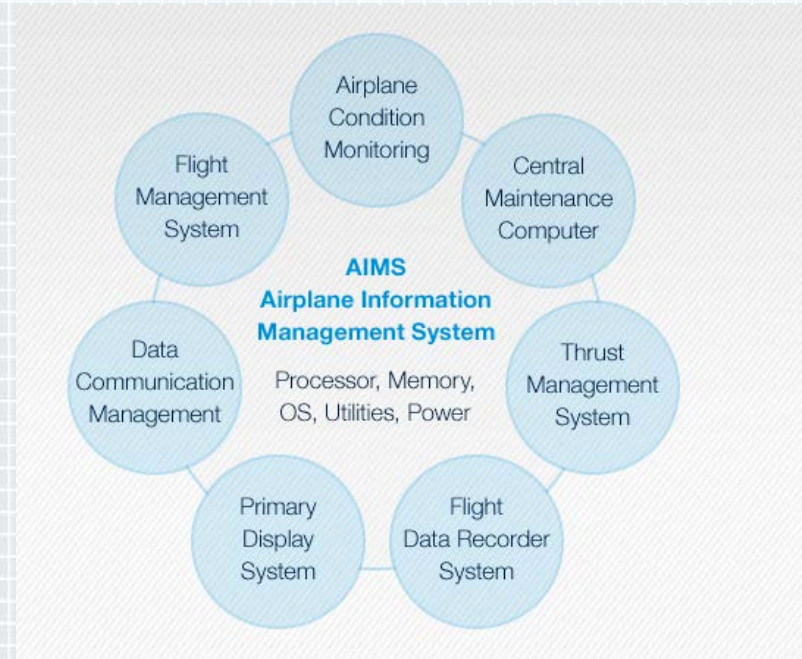 Airplane
Condition
Monitoring
Flight
Management
System
Central
Maintenance
Computer
AIMS
Airplane Information
Management System
Processor, Memory,
OS, Utilities, Power
Data
Communication
Management
Thrust
Management
System
Primary
Display
System
Flight
Data Recorder
System